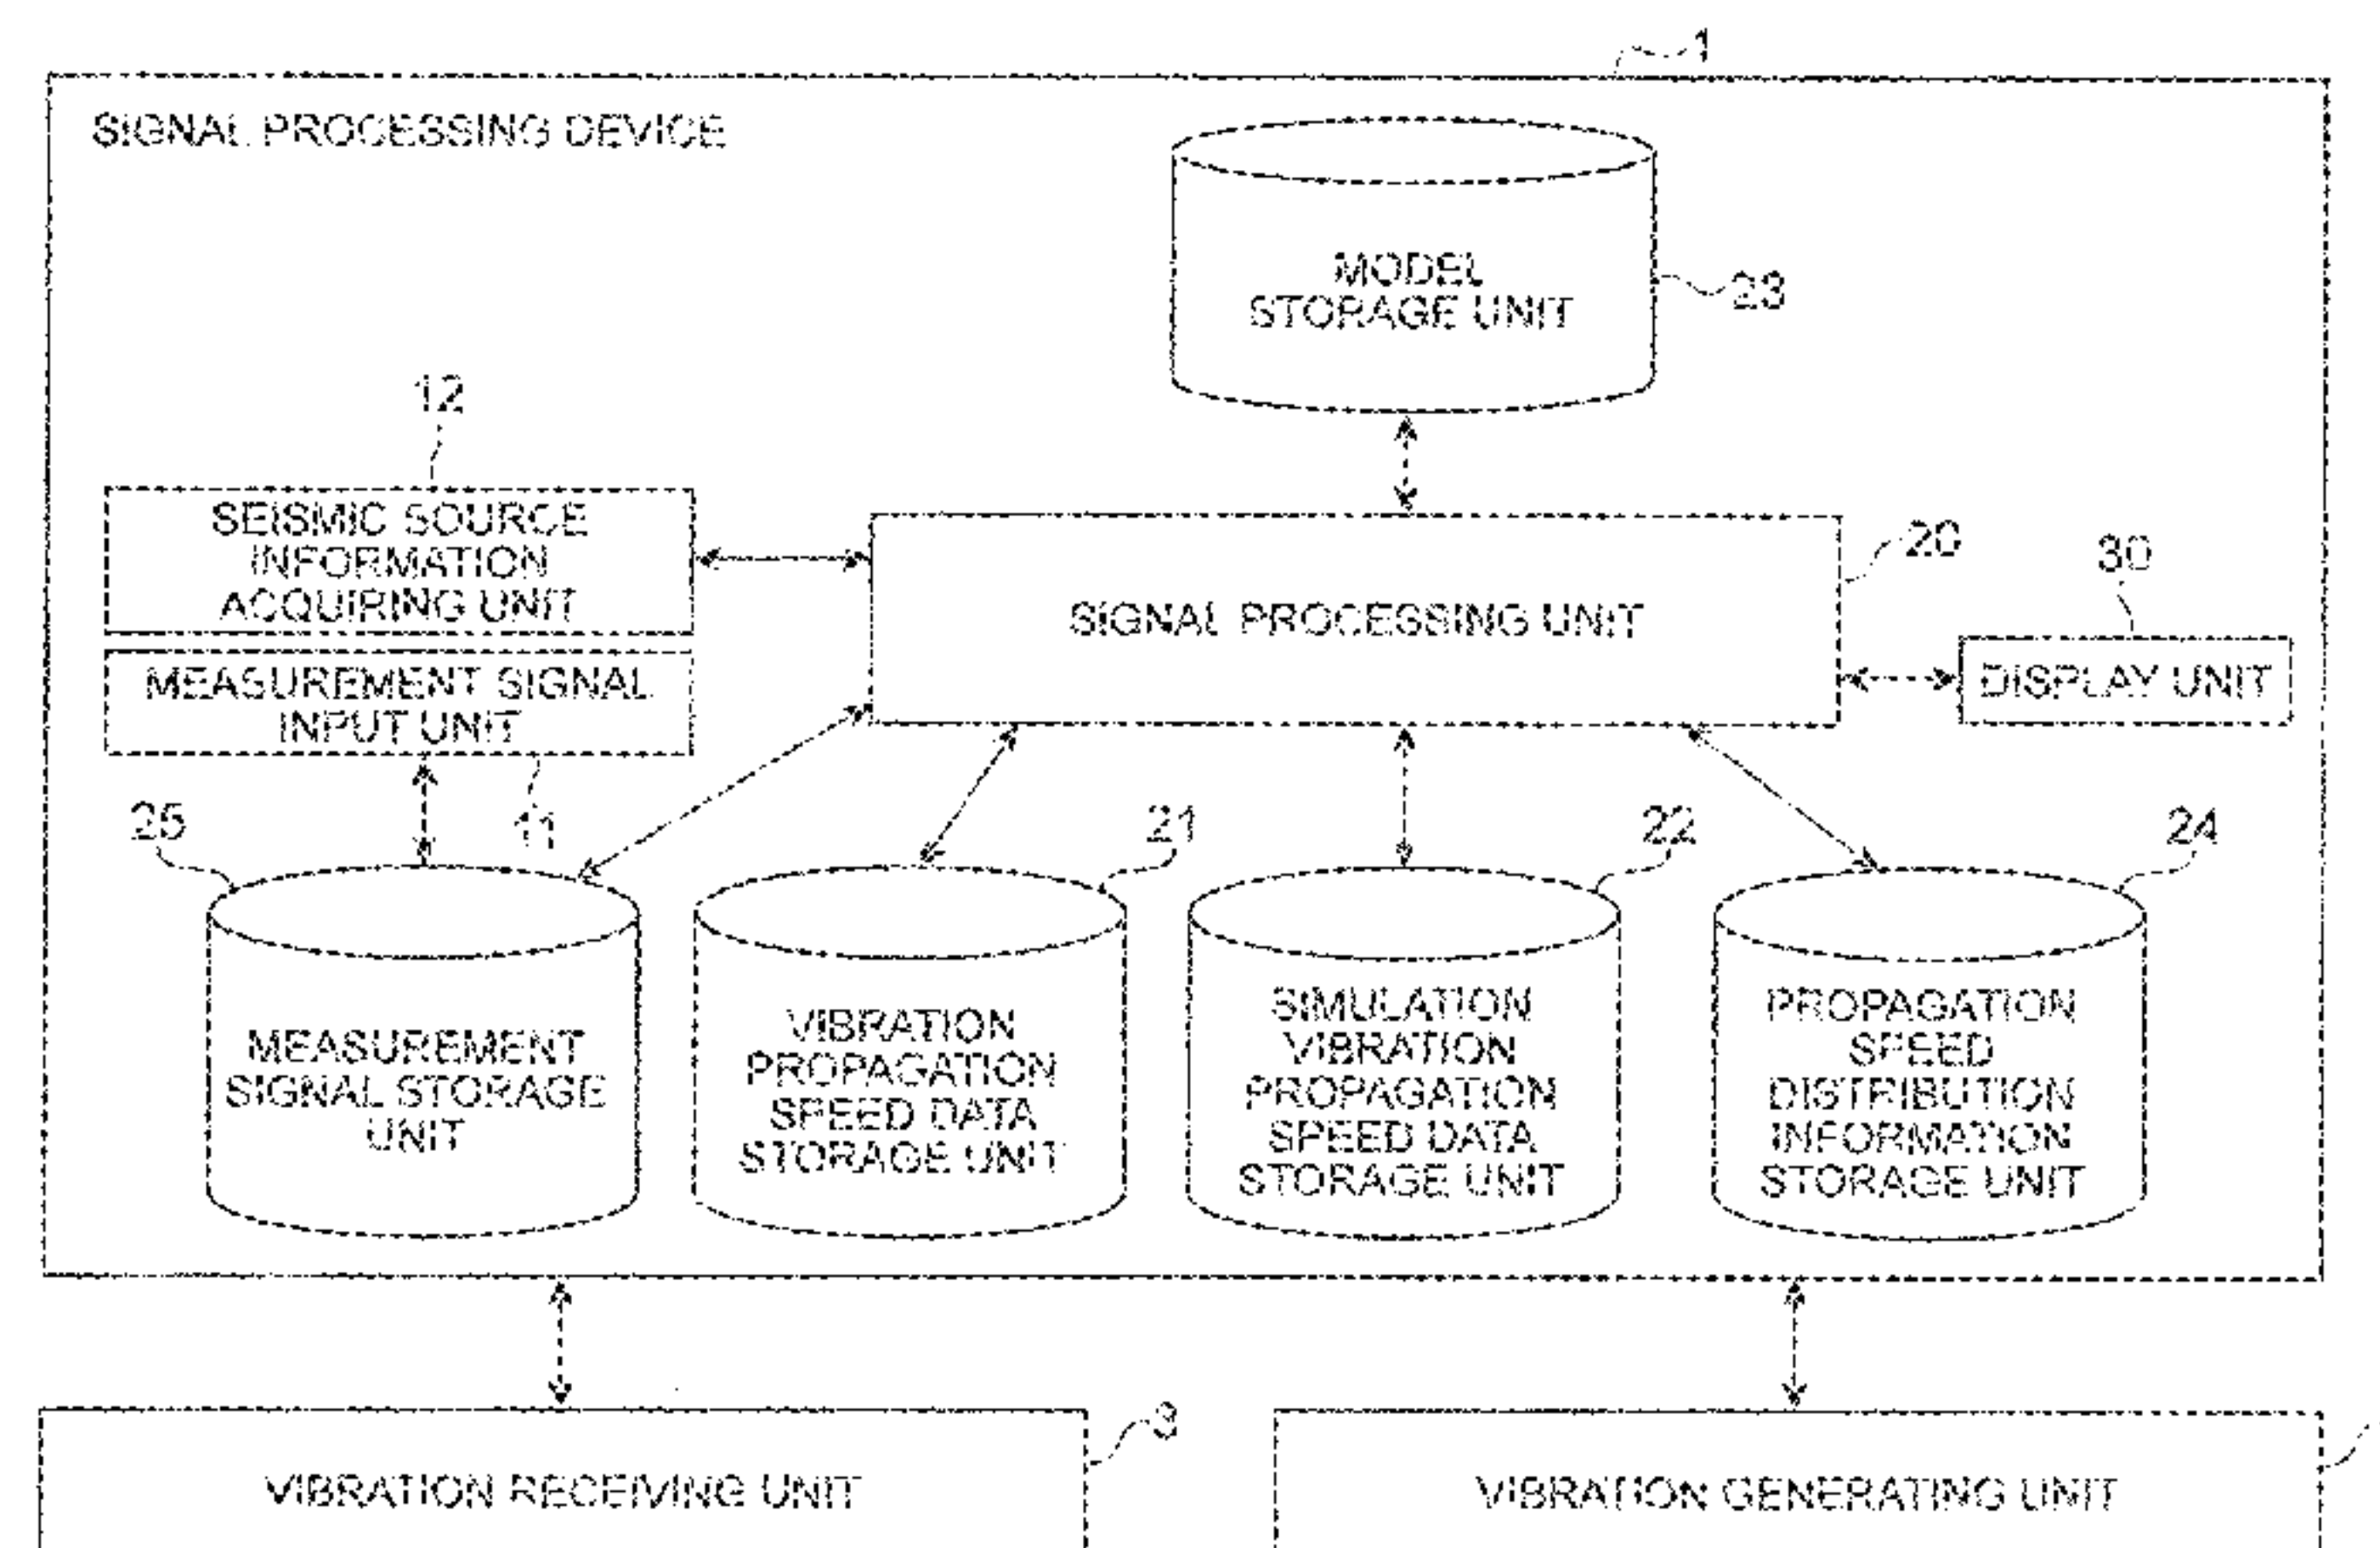 1
SIGNAL PROCESSING DEVICE
MODEL
STORAGE UNIT
23
12
SEISMIC SOURCE
INFORMATION
ACQUIRING UNIT
SIGNAL PROCESSING UNIT
20
30
MEASUREMENT SIGNAL
INPUT UNIT
DISPLAY UNIT
25
11
21
22
24
MEASUREMENT
SIGNAL STORAGE
UNIT
VIBRATION
PROPAGATION
SPEED DATA
STORAGE UNIT
SIMULATION
VIBRATION
PROPAGATION
SPEED DATA
STORAGE UNIT
PROPAGATION
SPEED
DISTRIBUTION
INFORMATION
STORAGE UNIT
3
VIBRATION RECEIVING UNIT
VIBRATION GENERATING UNIT